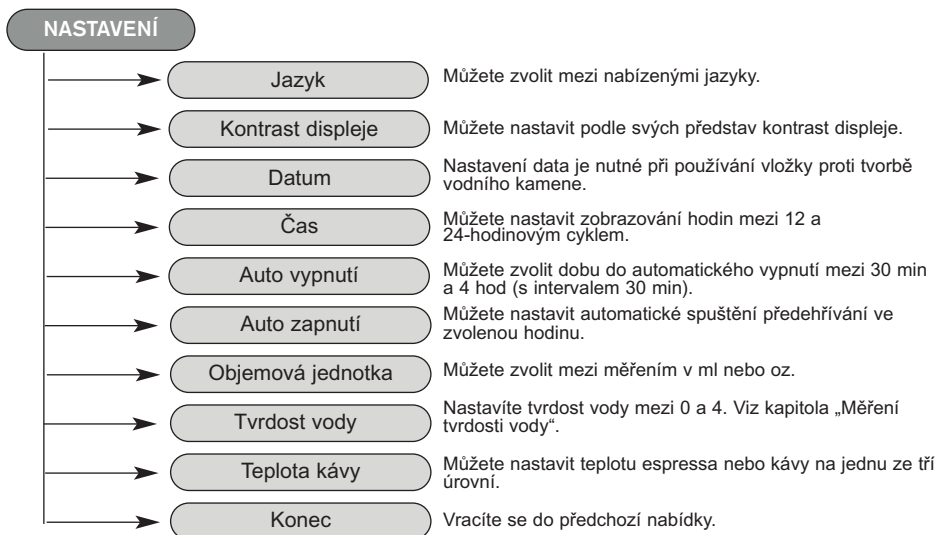 NASTAVENÍ
Jazyk
Můžete zvolit mezi nabízenými jazyky.
Kontrast displeje
Můžete nastavit podle svých představ kontrast displeje.
Datum
Nastavení data je nutné při používání vložky proti tvorbě
vodního kamene.
Čas
Můžete nastavit zobrazování hodin mezi 12 a
24-hodinovým cyklem.
Auto vypnutí
Můžete zvolit dobu do automatického vypnutí mezi 30 min
a 4 hod (s intervalem 30 min).
Auto zapnutí
Můžete nastavit automatické spuštění předehřívání ve
zvolenou hodinu.
Objemová jednotka
Můžete zvolit mezi měřením v ml nebo oz.
Tvrdost vody
Nastavíte tvrdost vody mezi 0 a 4. Viz kapitola „Měření
tvrdosti vody“.
Teplota kávy
Můžete nastavit teplotu espressa nebo kávy na jednu ze tří
úrovní.
Konec
Vracíte se do předchozí nabídky.